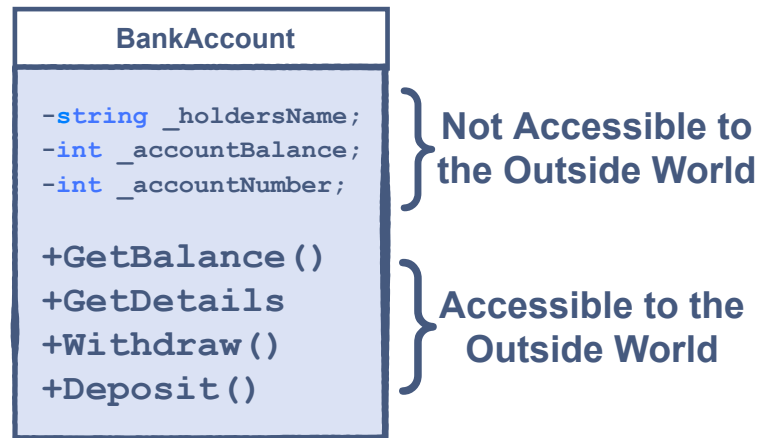 BankAccount
-string _holdersName;
-int _accountBalance;
-int _accountNumber;
Not Accessible to
the Outside World
+GetBalance()
+GetDetails
+Withdraw()
+Deposit()
Accessible to the
Outside World